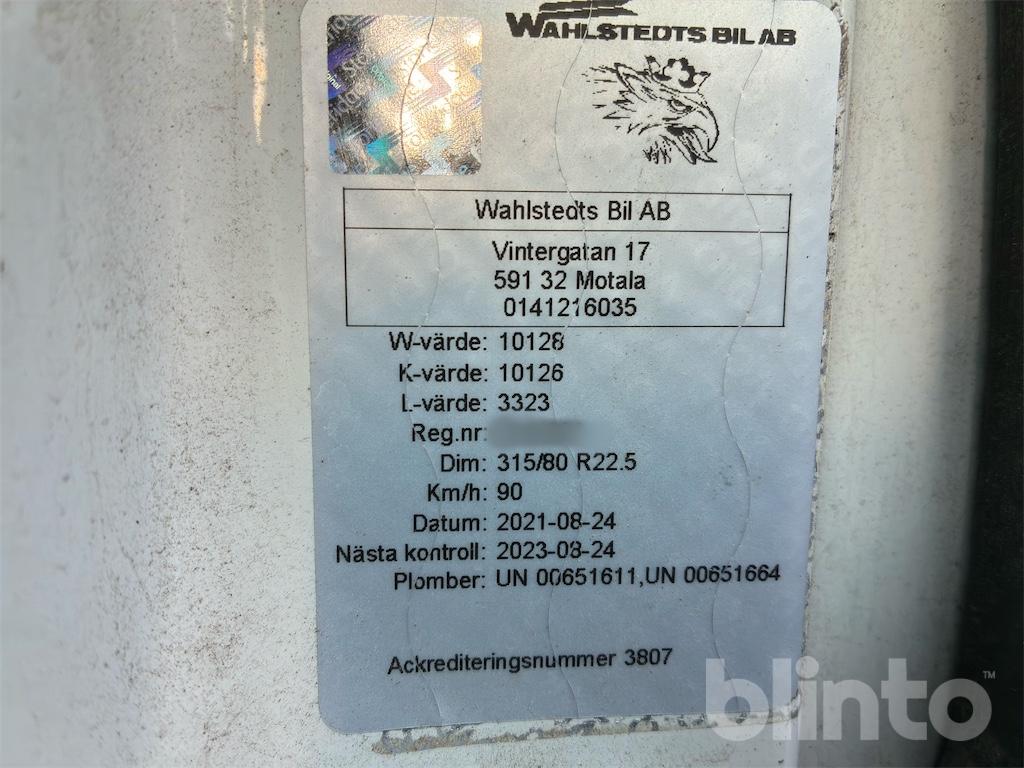 WAHLSTEDTS BIL AB
Wahlstedts Bil AB
Vintergatan 17
591 32 Motala
0141216035
W-värde: 10128
K-värde: 10126
L-värde: 3323
Reg.nr:
Dim: 315/80 R22.5
Km/h: 90
Datum: 2021-08-24
Nästa kontroll: 2023-08-24
Plomber: UN 00651611,UN 00651664
Ackrediteringsnummer 3807
blinto™